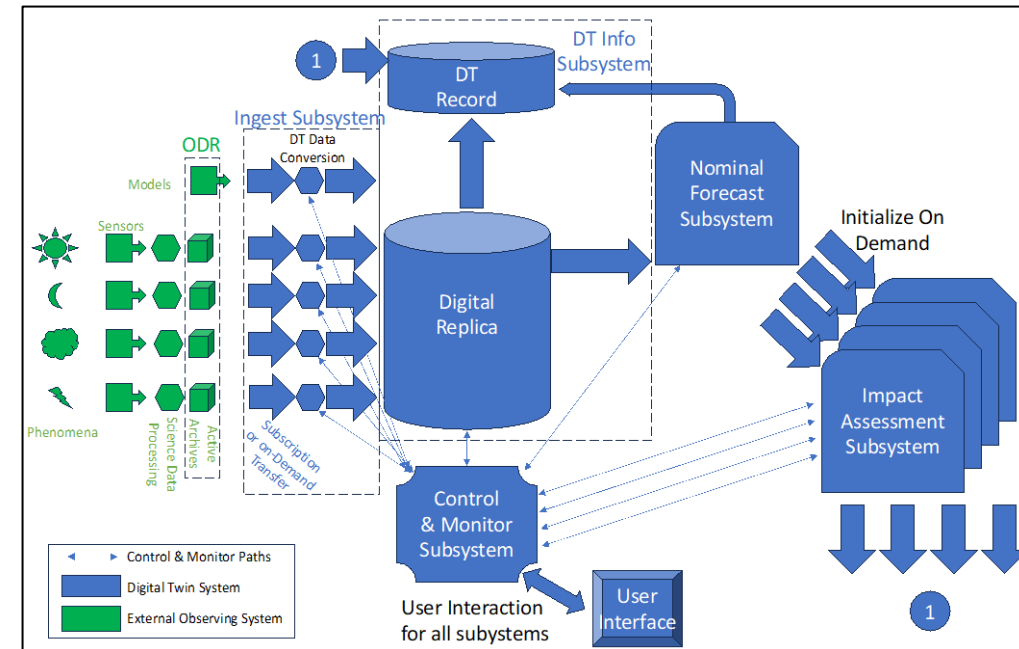 1
DT Info
Subsystem
DT
Record
Ingest Subsystem
DT Data
Conversion
ODR
Models
Sensors
Nominal
Forecast
Subsystem
Initialize On
Demand
Digital
Replica
Impact
Assessment
Subsystem
Phenomena
Science Data
Processing
Active
Archives
Subscription
or on-Demand
Transfer
Control
& Monitor
Subsystem
Control & Monitor Paths
Digital Twin System
External Observing System
User Interaction
for all subystems
User
Interface
1